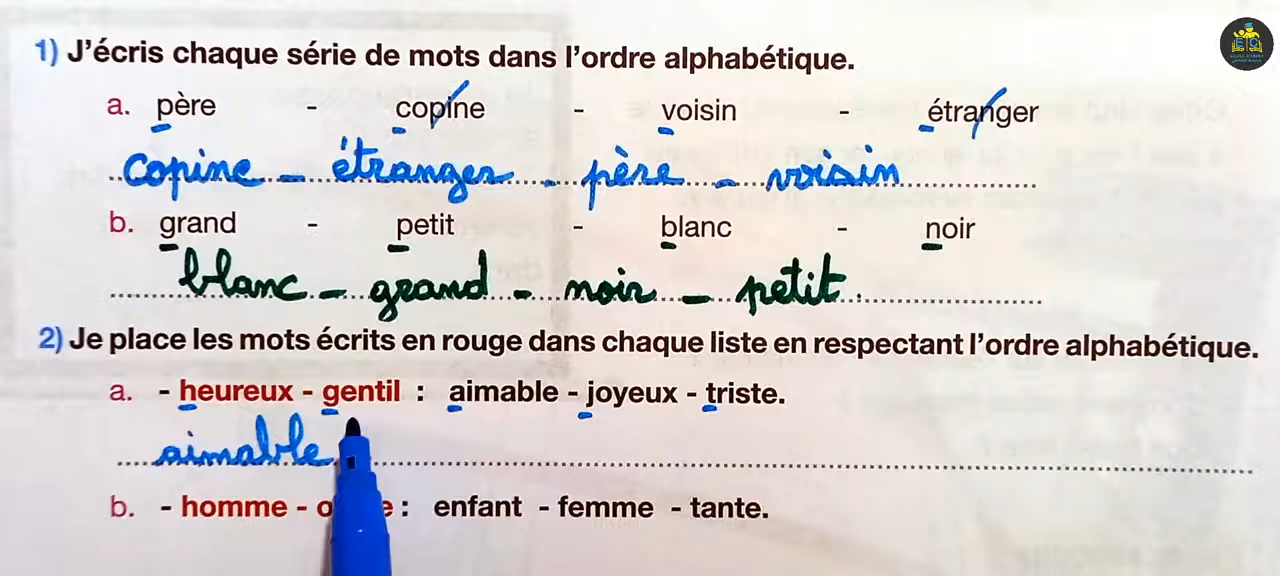 1) J'écris chaque série de mots dans l'ordre alphabétique.
a. père - copine - voisin - étranger
copine - étranger - père - voisin
b. grand - petit - blanc - noir
blanc - grand - noir - petit.
2) Je place les mots écrits en rouge dans chaque liste en respectant l'ordre alphabétique.
a. - heureux - gentil : aimable - joyeux - triste.
aimable
b. - homme - : enfant - femme - tante.